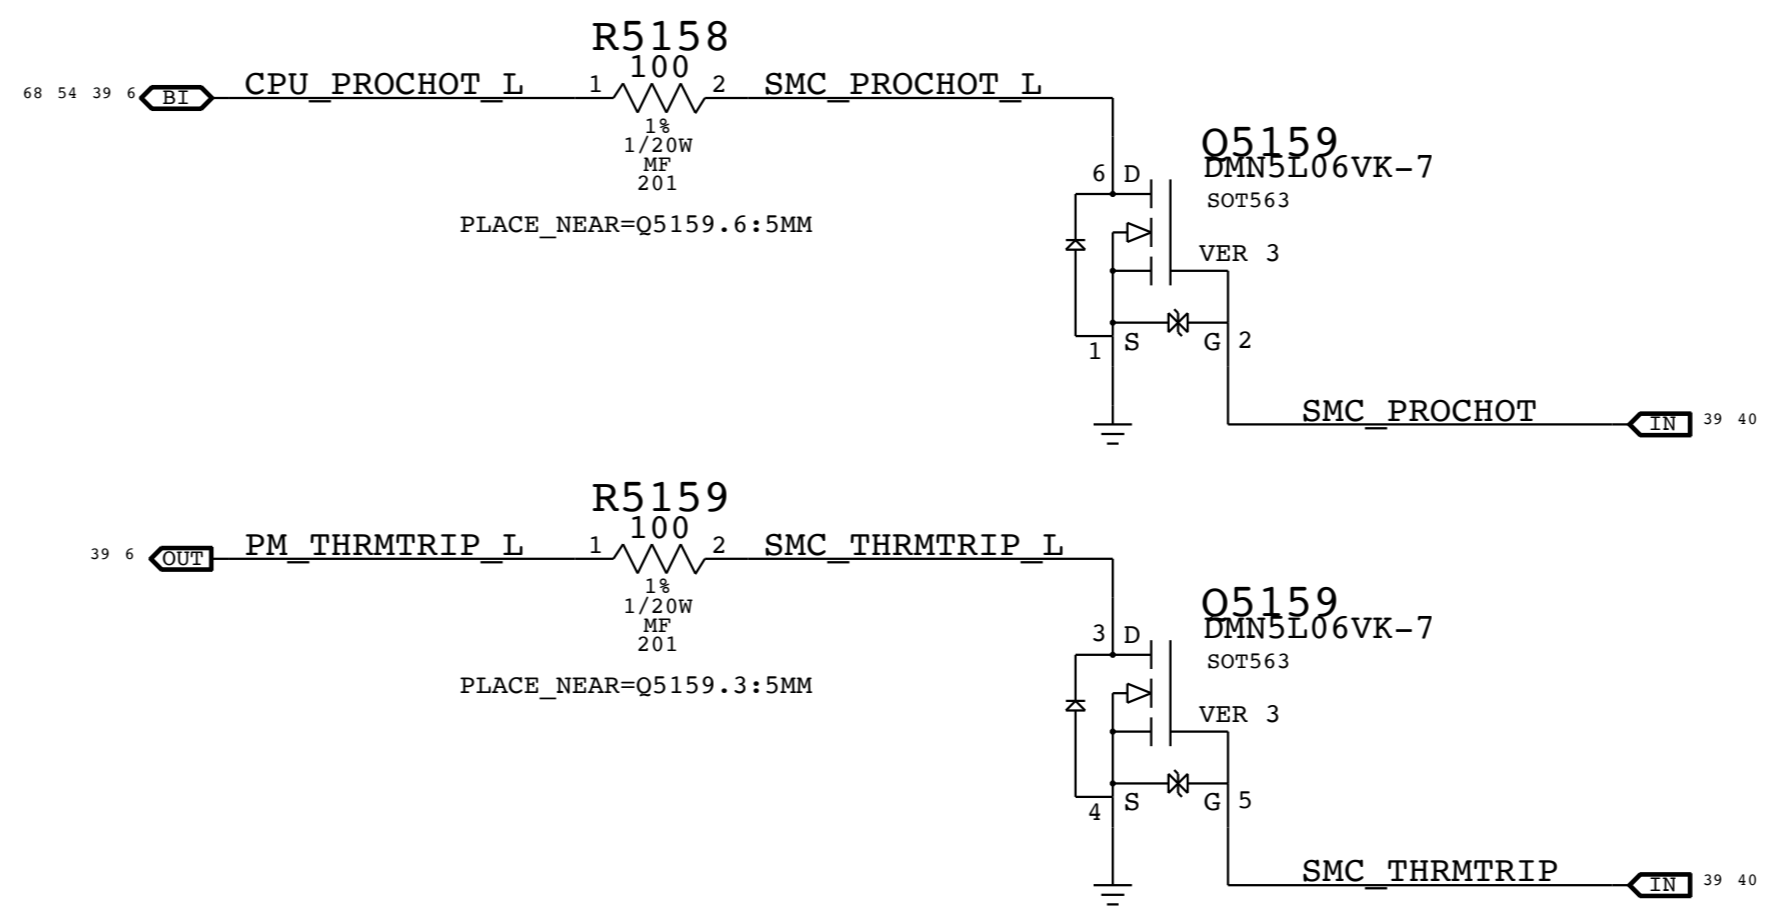 R5158
100
68 54 39 6 BI CPU_PROCHOT_L 1 2 SMC_PROCHOT_L
1%
1/20W
MF
201
PLACE_NEAR=Q5159.6:5MM
Q5159
DMN5L06VK-7
6 D
SOT563
VER 3
1 S G 2
SMC_PROCHOT IN 39 40
R5159
100
39 6 OUT PM_THRMTRIP_L 1 2 SMC_THRMTRIP_L
1%
1/20W
MF
201
PLACE_NEAR=Q5159.3:5MM
Q5159
DMN5L06VK-7
3 D
SOT563
VER 3
4 S G 5
SMC_THRMTRIP IN 39 40